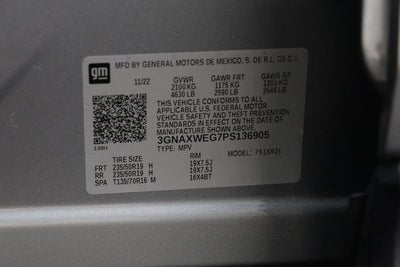 gm
MFD BY GENERAL MOTORS DE MEXICO, S. DE R.L. DE C.V.
11/22 GVWR GAWR FRT GAWR RR
2100 KG 1175 KG 1200 KG
4630 LB 2590 LB 2645 LB
THIS VEHICLE CONFORMS TO ALL
APPLICABLE U.S. FEDERAL MOTOR
VEHICLE SAFETY AND THEFT PREVENTION
STANDARDS IN EFFECT ON THE DATE OF
MANUFACTURE SHOWN ABOVE.
3GNAXWEG7PS136905
TYPE: MPV MODEL: 751XR26
TIRE SIZE RIM
FRT 235/50R19 H 19X7.5J
RR 235/50R19 H 19X7.5J
SPA T135/70R16 M 16X4BT